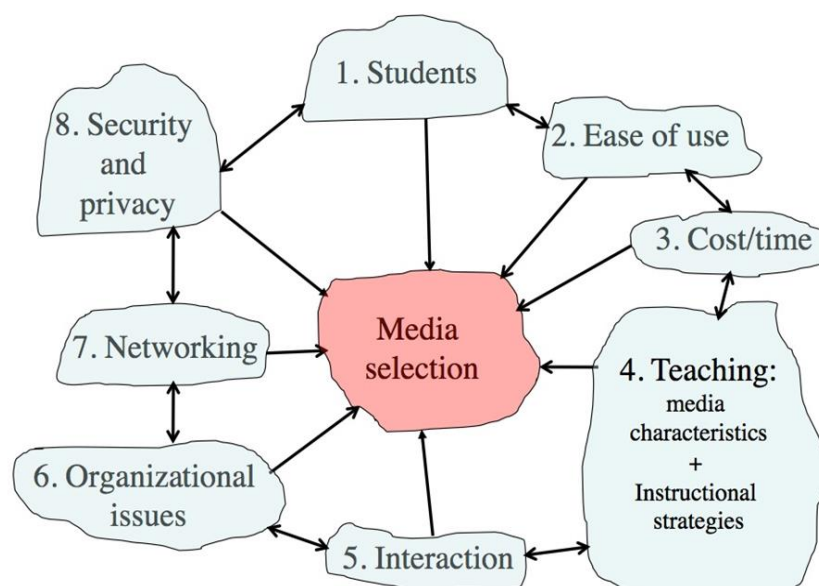 1. Students
2. Ease of use
3. Cost/time
4. Teaching:
media
characteristics
+
Instructional
strategies
5. Interaction
6. Organizational
issues
7. Networking
8. Security
and
privacy
Media
selection